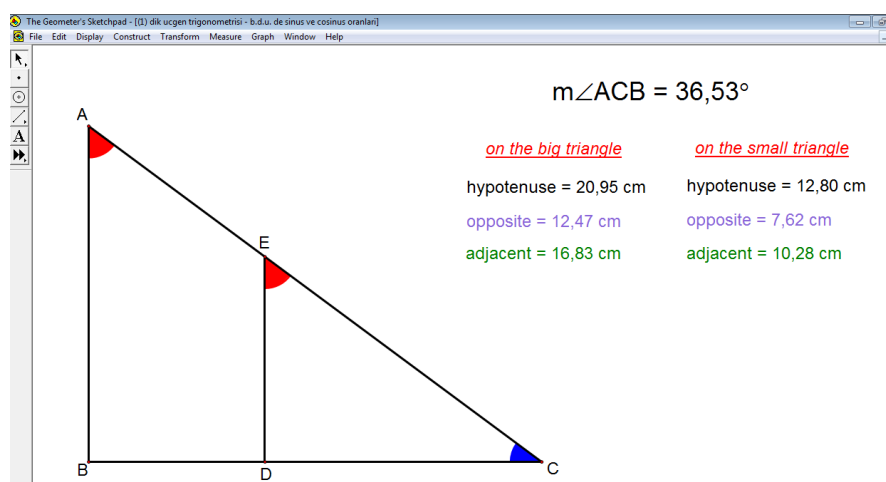 The Geometer's Sketchpad - [(1) dik ucgen trigonometrisi - b.d.u. de sinus ve cosinus oranlari]
File Edit Display Construct Transform Measure Graph Window Help
A
m∠ACB = 36,53°
A
on the big triangle
on the small triangle
hypotenuse = 20,95 cm
hypotenuse = 12,80 cm
opposite = 12,47 cm
opposite = 7,62 cm
adjacent = 16,83 cm
adjacent = 10,28 cm
E
B
D
C